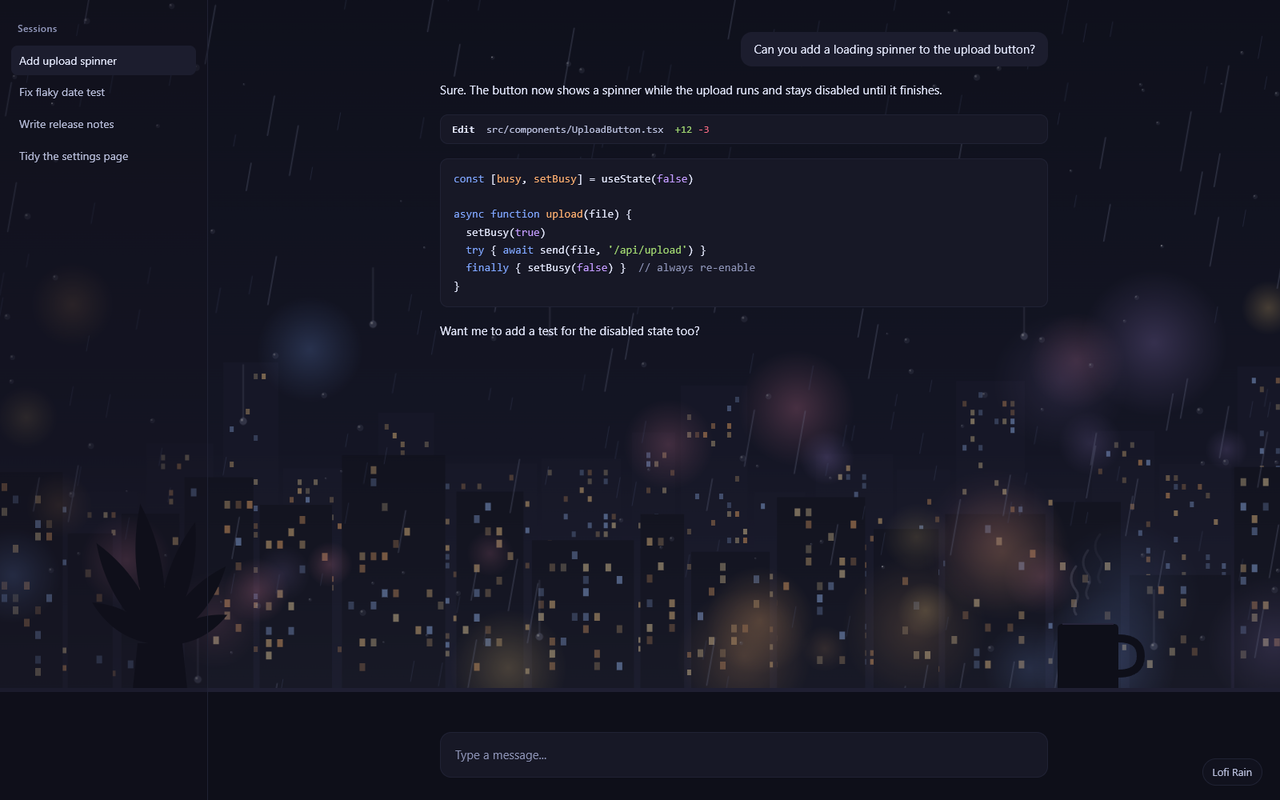 Sessions
Add upload spinner
Fix flaky date test
Write release notes
Tidy the settings page
Can you add a loading spinner to the upload button?
Sure. The button now shows a spinner while the upload runs and stays disabled until it finishes.
Edit src/components/UploadButton.tsx +12 -3
const [busy, setBusy] = useState(false)
async function upload(file) {
  setBusy(true)
  try { await send(file, '/api/upload') }
  finally { setBusy(false) }  // always re-enable
}
Want me to add a test for the disabled state too?
Type a message...
Lofi Rain